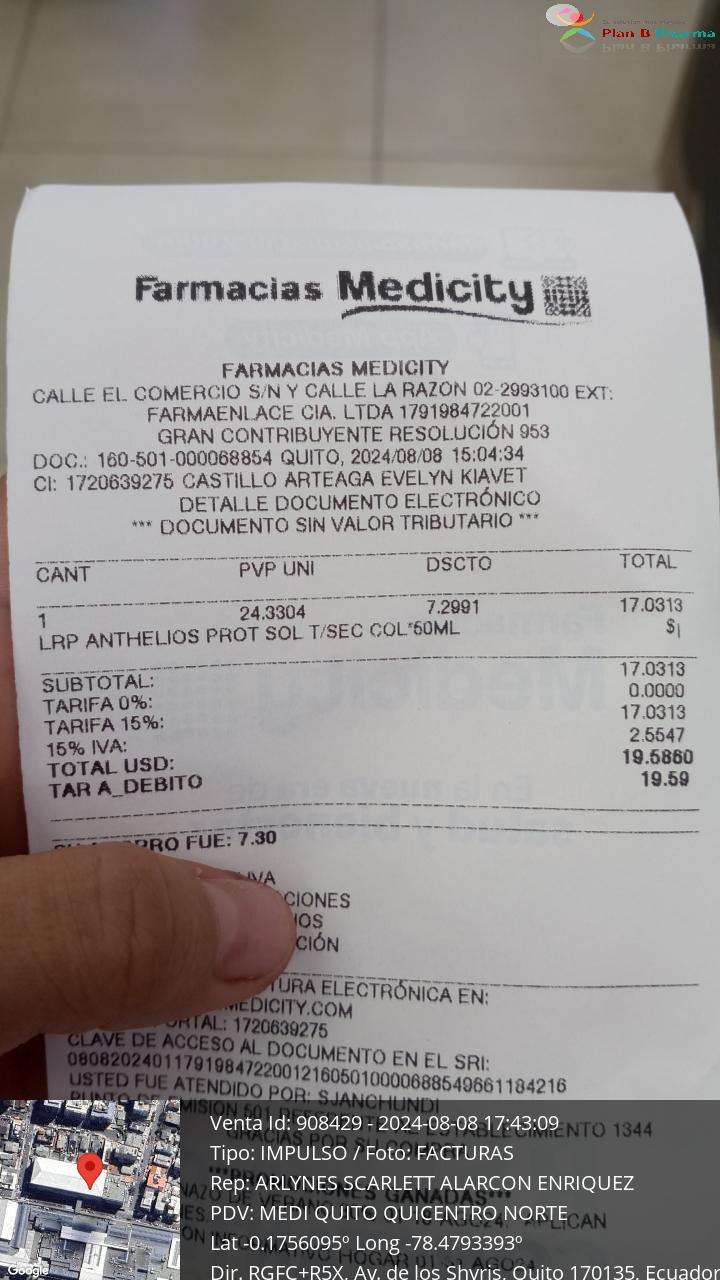 Plan B Pharma
Farmacias Medicity
FARMACIAS MEDICITY
CALLE EL COMERCIO S/N Y CALLE LA RAZON 02-2993100 EXT:
FARMAENLACE CIA. LTDA 1791984722001
GRAN CONTRIBUYENTE RESOLUCIÓN 953
DOC.: 160-501-000068854 QUITO, 2024/08/08 15:04:34
CI: 1720639275 CASTILLO ARTEAGA EVELYN KIAVET
DETALLE DOCUMENTO ELECTRÓNICO
*** DOCUMENTO SIN VALOR TRIBUTARIO ***
CANT PVP UNI DSCTO TOTAL
1 24.3304 7.2991 17.0313
LRP ANTHELIOS PROT SOL T/SEC COL*50ML $|
SUBTOTAL: 17.0313
TARIFA 0%: 0.0000
TARIFA 15%: 17.0313
15% IVA: 2.5547
TOTAL USD: 19.5860
TAR A_DEBITO 19.59
FUE: 7.30
IVA
CIONES
IOS
CIÓN
TURA ELECTRÓNICA EN:
MEDICITY.COM
ORTAL: 1720639275
CLAVE DE ACCESO AL DOCUMENTO EN EL SRI:
0808202401179198472200121605010000688549661184216
USTED FUE ATENDIDO POR: SJANCHUNDI
ESTABLECIMIENTO 1344
GRACIAS POR SU
GANADAS***
Venta Id: 908429 - 2024-08-08 17:43:09
Tipo: IMPULSO / Foto: FACTURAS
Rep: ARLYNES SCARLETT ALARCON ENRIQUEZ
PDV: MEDI QUITO QUICENTRO NORTE
Lat -0.1756095º Long -78.4793393º
Dir. RGFC+R5X, Av. de los Shyris, Quito 170135, Ecuador
Google